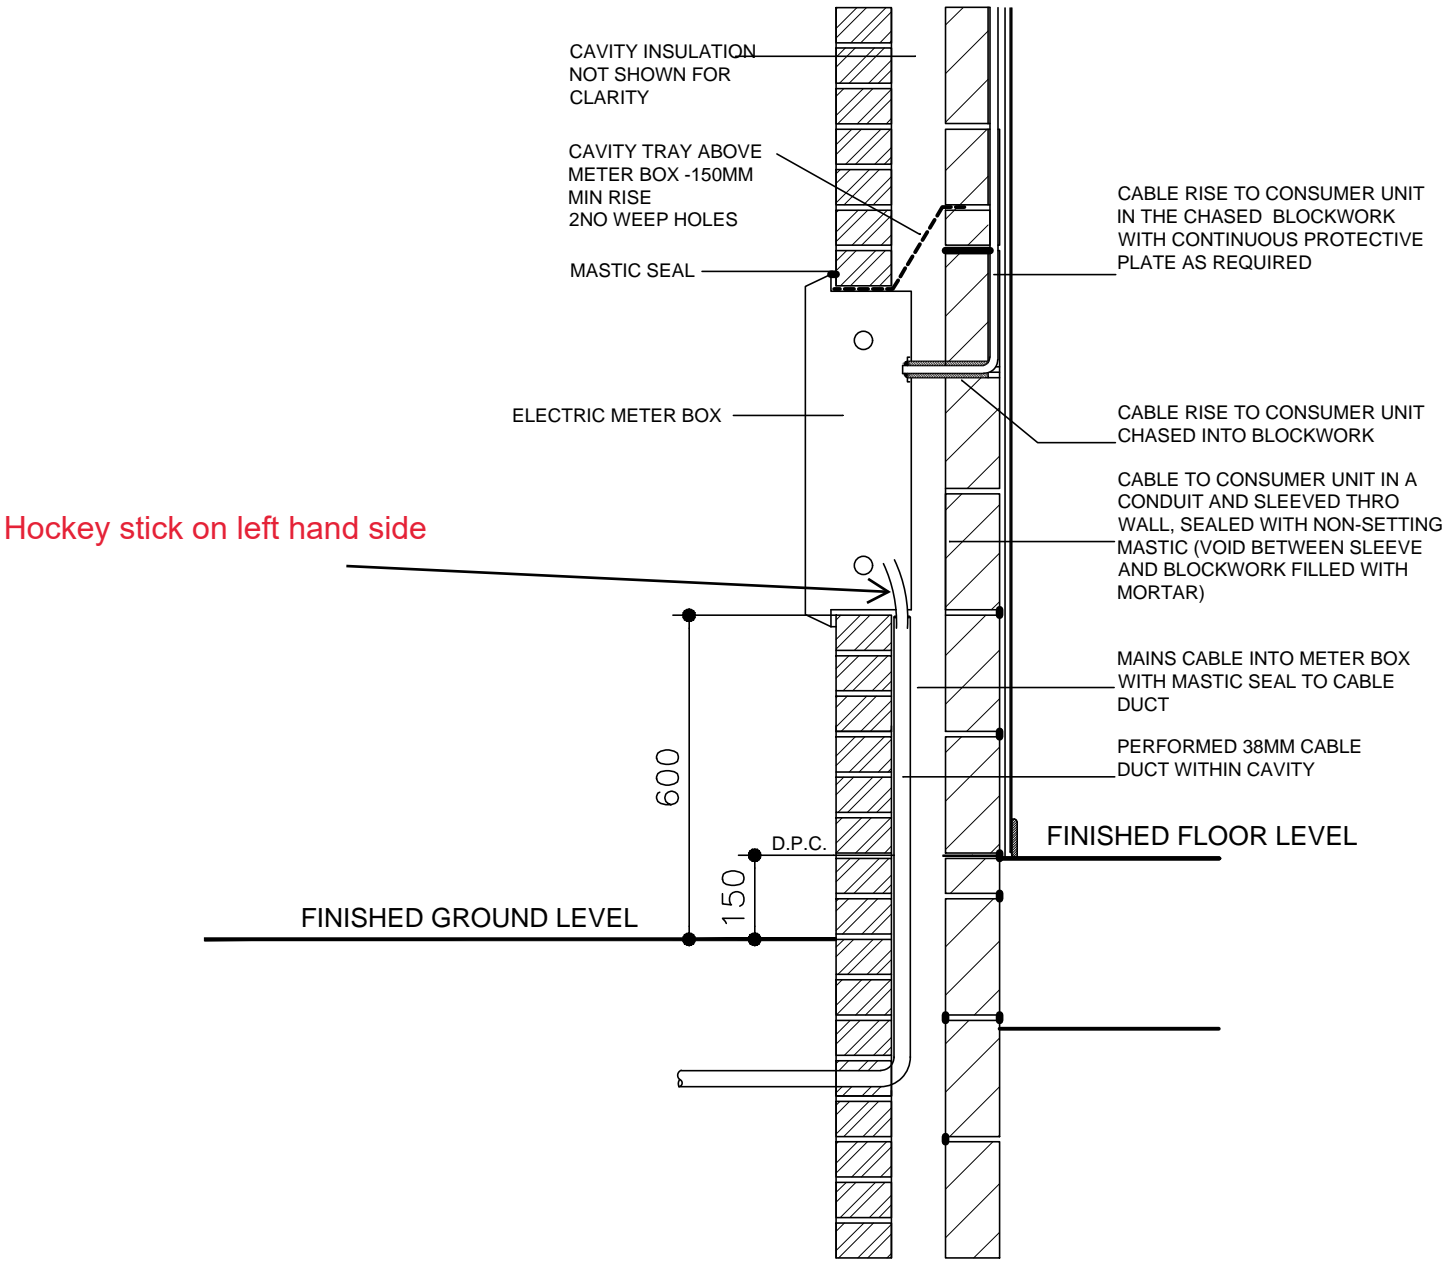 CAVITY INSULATION
NOT SHOWN FOR
CLARITY
CAVITY TRAY ABOVE
METER BOX -150MM
MIN RISE
2NO WEEP HOLES
MASTIC SEAL
ELECTRIC METER BOX
Hockey stick on left hand side
600
D.P.C.
150
FINISHED GROUND LEVEL
CABLE RISE TO CONSUMER UNIT
IN THE CHASED BLOCKWORK
WITH CONTINUOUS PROTECTIVE
PLATE AS REQUIRED
CABLE RISE TO CONSUMER UNIT
CHASED INTO BLOCKWORK
CABLE TO CONSUMER UNIT IN A
CONDUIT AND SLEEVED THRO
WALL, SEALED WITH NON-SETTING
MASTIC (VOID BETWEEN SLEEVE
AND BLOCKWORK FILLED WITH
MORTAR)
MAINS CABLE INTO METER BOX
WITH MASTIC SEAL TO CABLE
DUCT
PERFORMED 38MM CABLE
DUCT WITHIN CAVITY
FINISHED FLOOR LEVEL